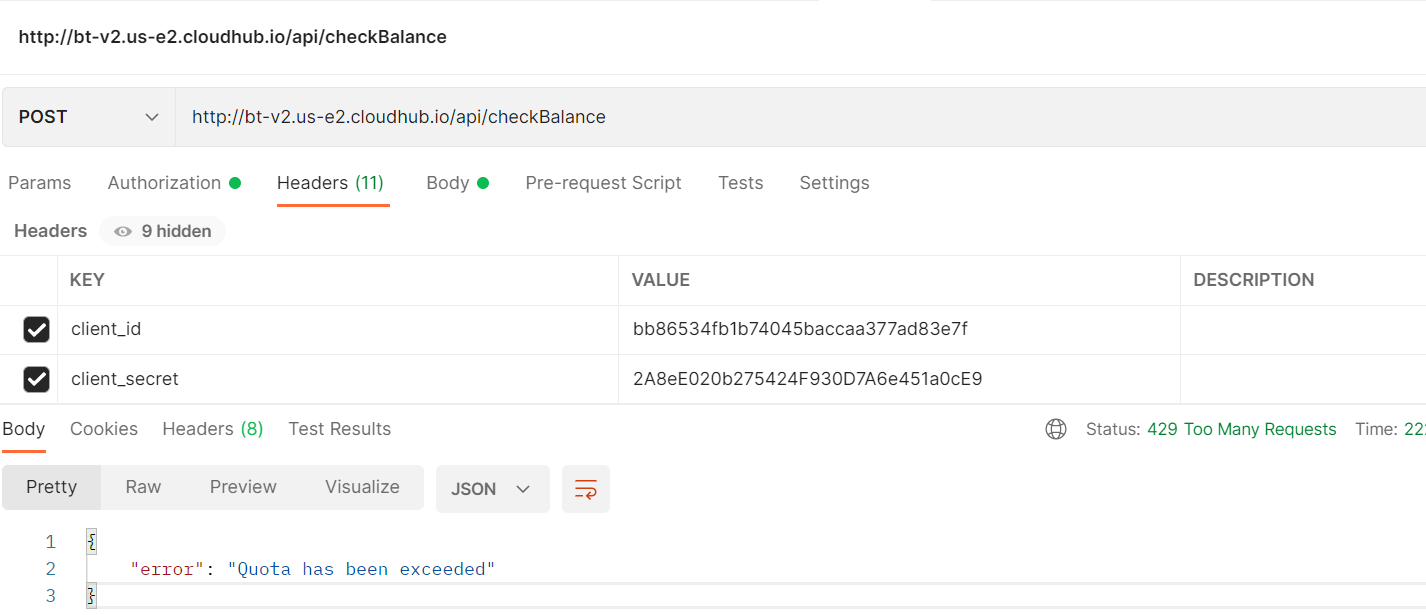 http://bt-v2.us-e2.cloudhub.io/api/checkBalance
POST http://bt-v2.us-e2.cloudhub.io/api/checkBalance
Params Authorization Headers (11) Body Pre-request Script Tests Settings
Headers 9 hidden
KEY VALUE DESCRIPTION
client_id bb86534fb1b74045baccaa377ad83e7f
client_secret 2A8eE020b275424F930D7A6e451a0cE9
Body Cookies Headers (8) Test Results Status: 429 Too Many Requests Time: 222
Pretty Raw Preview Visualize JSON
1 {
2 "error": "Quota has been exceeded"
3 }